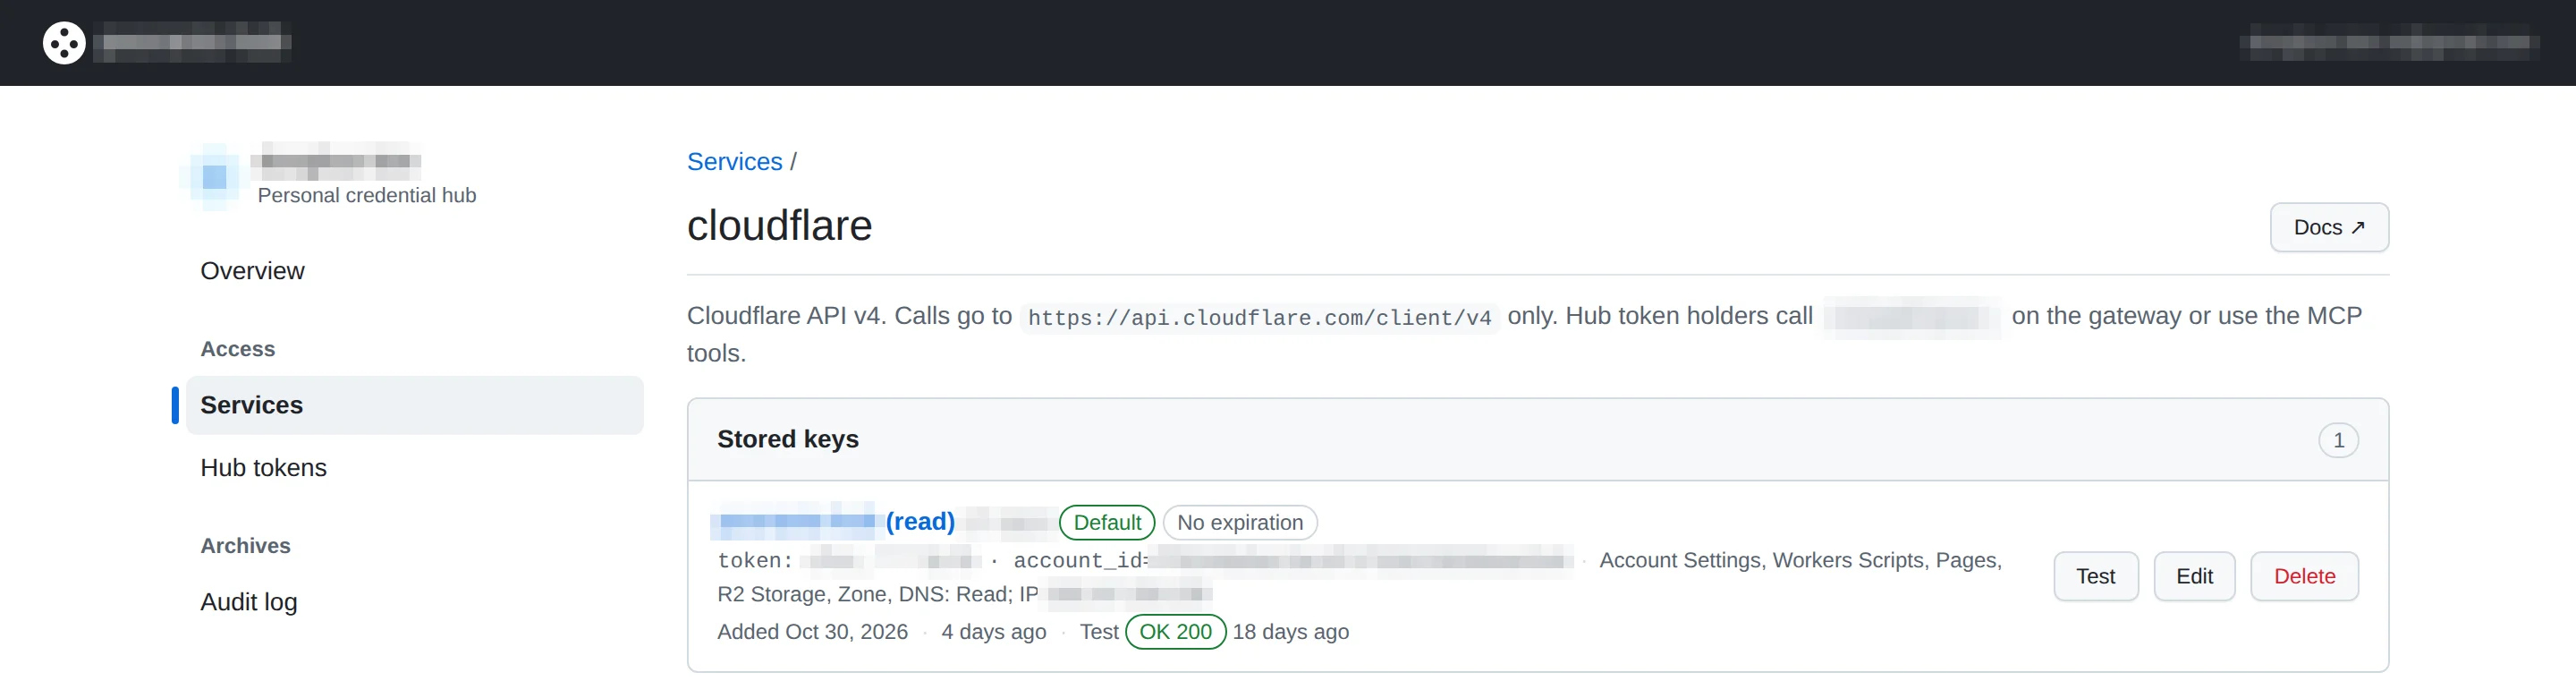 Personal credential hub
Overview
Access
Services
Hub tokens
Archives
Audit log
Services /
cloudflare
Docs ↗
Cloudflare API v4. Calls go to https://api.cloudflare.com/client/v4 only. Hub token holders call on the gateway or use the MCP
tools.
Stored keys
1
(read) Default No expiration
token: · account_id= · Account Settings, Workers Scripts, Pages,
R2 Storage, Zone, DNS: Read; IP
Added Oct 30, 2026 · 4 days ago · Test OK 200 18 days ago
Test Edit Delete